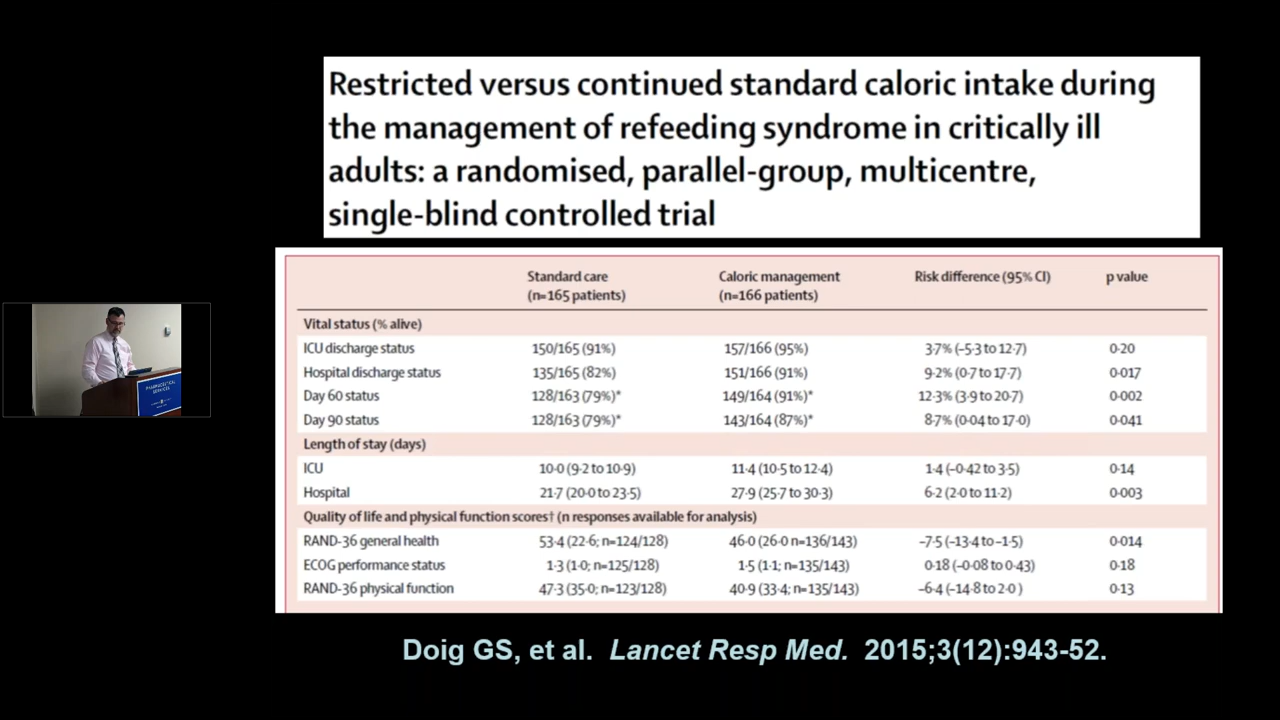 Restricted versus continued standard caloric intake during
the management of refeeding syndrome in critically ill
adults: a randomised, parallel-group, multicentre,
single-blind controlled trial
Standard care Caloric management Risk difference (95% CI) p value
(n=165 patients) (n=166 patients)
Vital status (% alive)
ICU discharge status 150/165 (91%) 157/166 (95%) 3·7% (–5·3 to 12·7) 0·20
Hospital discharge status 135/165 (82%) 151/166 (91%) 9·2% (0·7 to 17·7) 0·017
Day 60 status 128/163 (79%)* 149/164 (91%)* 12·3% (3·9 to 20·7) 0·002
Day 90 status 128/163 (79%)* 143/164 (87%)* 8·7% (0·04 to 17·0) 0·041
Length of stay (days)
ICU 10·0 (9·2 to 10·9) 11·4 (10·5 to 12·4) 1·4 (–0·42 to 3·5) 0·14
Hospital 21·7 (20·0 to 23·5) 27·9 (25·7 to 30·3) 6·2 (2·0 to 11·2) 0·003
Quality of life and physical function scores† (n responses available for analysis)
RAND-36 general health 53·4 (22·6; n=124/128) 46·0 (26·0 n=136/143) –7·5 (–13·4 to –1·5) 0·014
ECOG performance status 1·3 (1·0; n=125/128) 1·5 (1·1; n=135/143) 0·18 (–0·08 to 0·43) 0·18
RAND-36 physical function 47·3 (35·0; n=123/128) 40·9 (33·4; n=135/143) –6·4 (–14·8 to 2·0 ) 0·13
PHARMACEUTICAL
SERVICES
Doig GS, et al. Lancet Resp Med. 2015;3(12):943-52.